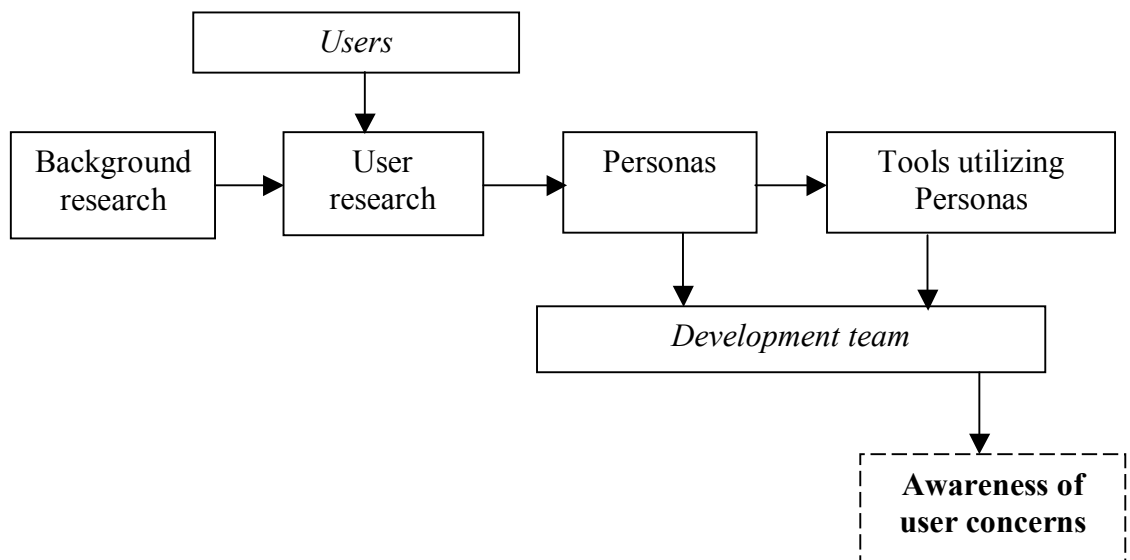 Users
Background
research
User
research
Personas
Tools utilizing
Personas
Development team
Awareness of
user concerns